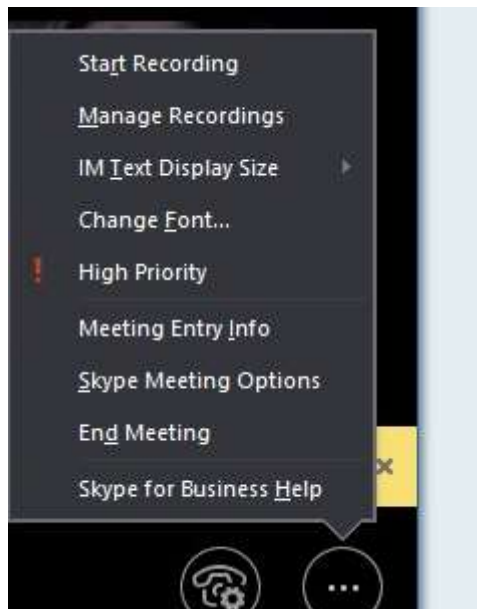 Start Recording
Manage Recordings
IM Text Display Size
Change Font...
High Priority
Meeting Entry Info
Skype Meeting Options
End Meeting
Skype for Business Help